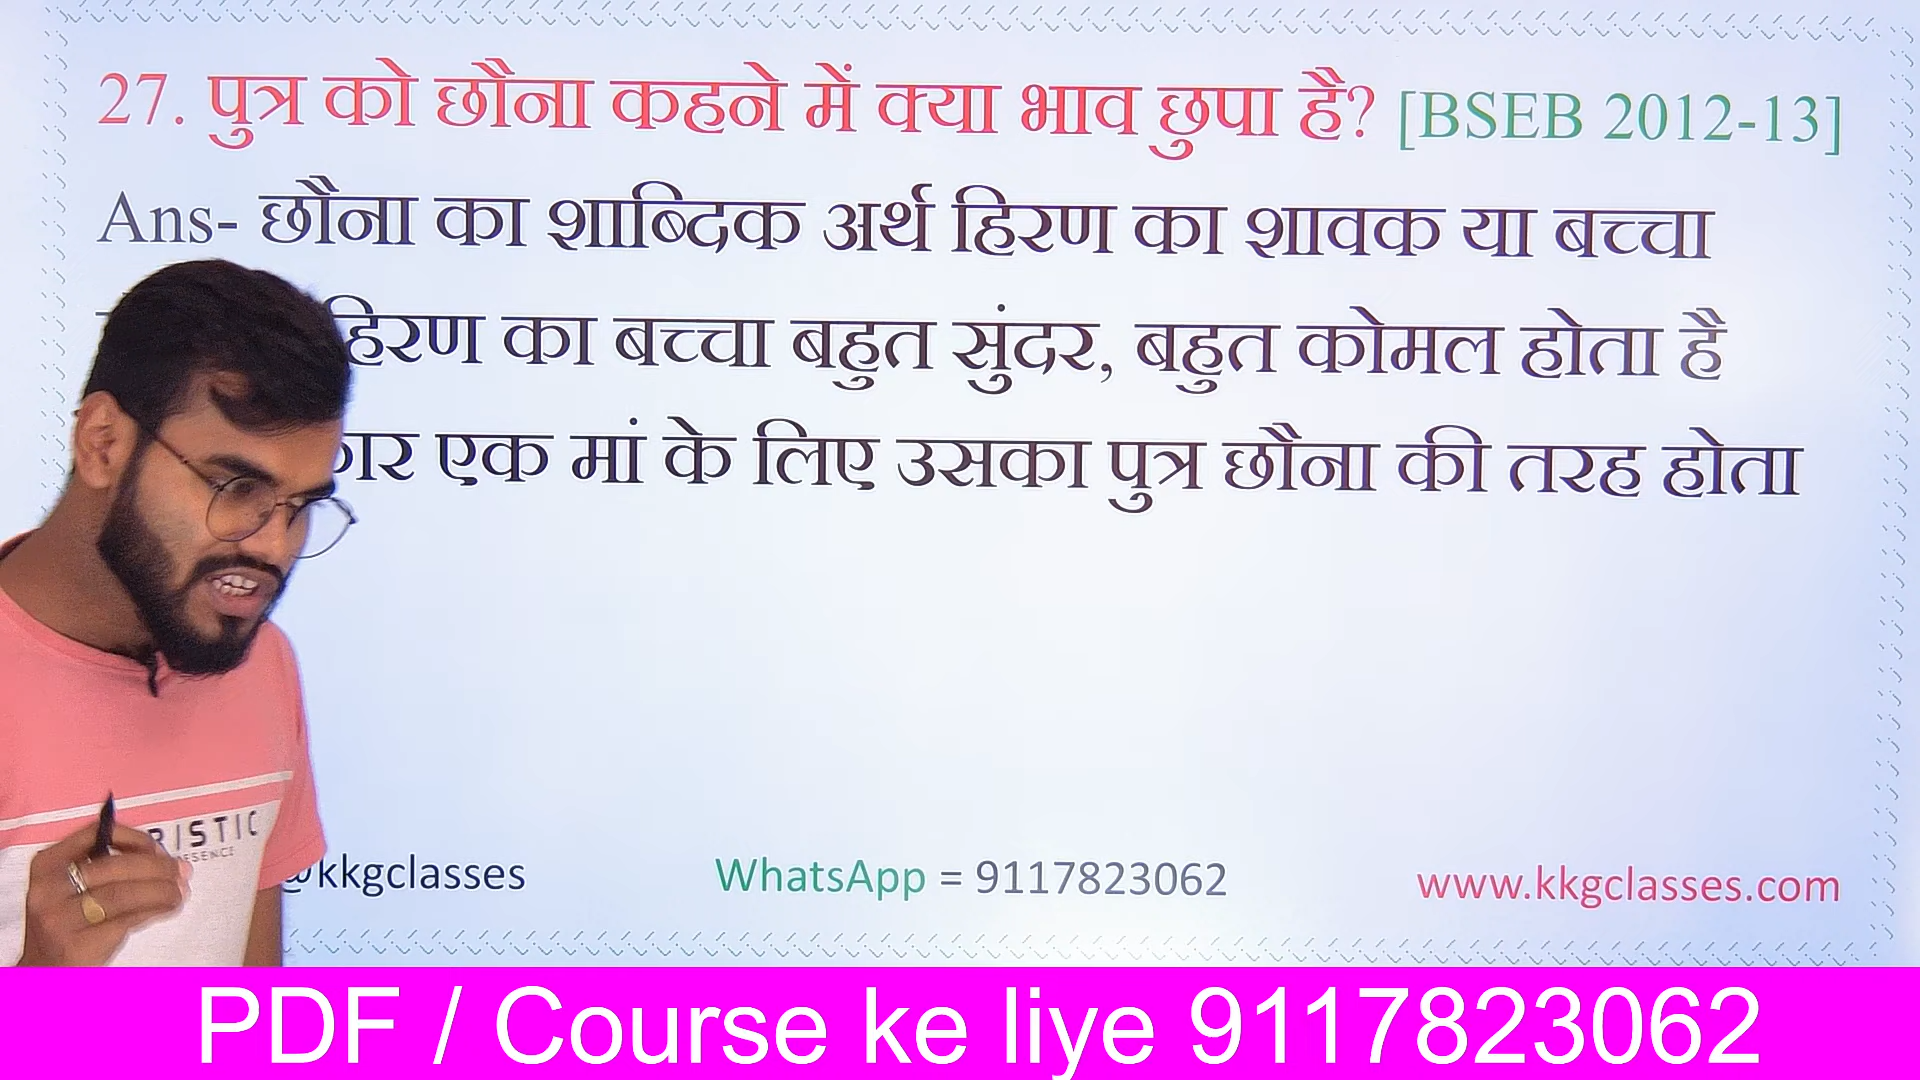 27. पुत्र को छौना कहने में क्या भाव छुपा है? [BSEB 2012-13]
Ans- छौना का शाब्दिक अर्थ हिरण का शावक या बच्चा
हिरण का बच्चा बहुत सुंदर, बहुत कोमल होता है
एक मां के लिए उसका पुत्र छौना की तरह होता
RISTIC
@kkgclasses
WhatsApp = 9117823062
www.kkgclasses.com
PDF / Course ke liye 9117823062